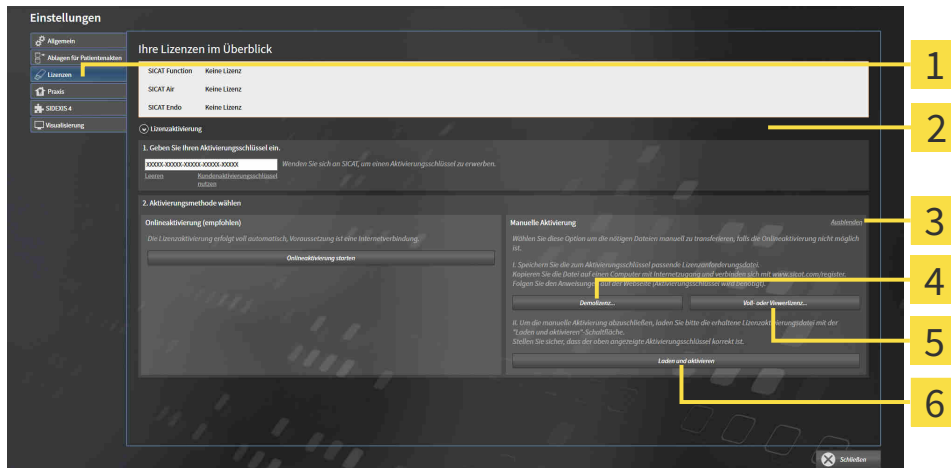 Einstellungen
Allgemein
Ablagen für Patientenakten
Lizenzen
Praxis
SIDEXIS 4
Visualisierung
Ihre Lizenzen im Überblick
SICAT Function Keine Lizenz
SICAT Air Keine Lizenz
SICAT Endo Keine Lizenz
Lizenzaktivierung
1. Geben Sie Ihren Aktivierungsschlüssel ein.
XXXXX-XXXXX-XXXXX-XXXXX-XXXXX
Wenden Sie sich an SICAT, um einen Aktivierungsschlüssel zu erwerben.
Leeren
Kundenaktivierungsschlüssel
nutzen
2. Aktivierungsmethode wählen
Onlineaktivierung (empfohlen)
Die Lizenzaktivierung erfolgt voll automatisch, Voraussetzung ist eine Internetverbindung.
Onlineaktivierung starten
Manuelle Aktivierung
Ausblenden
Wählen Sie diese Option um die nötigen Dateien manuell zu transferieren, falls die Onlineaktivierung nicht möglich
ist.
I. Speichern Sie die zum Aktivierungsschlüssel passende Lizenzanforderungsdatei.
Kopieren Sie die Datei auf einen Computer mit Internetzugang und verbinden sich mit www.sicat.com/register.
Folgen Sie den Anweisungen auf der Webseite (Aktivierungsschlüssel wird benötigt).
Demolizenz...
Voll- oder Viewerlizenz...
II. Um die manuelle Aktivierung abzuschließen, laden Sie bitte die erhaltene Lizenzaktivierungsdatei mit der
"Laden und aktivieren"-Schaltfläche.
Stellen Sie sicher, dass der oben angezeigte Aktivierungsschlüssel korrekt ist.
Laden und aktivieren
Schließen
1
2
3
4
5
6